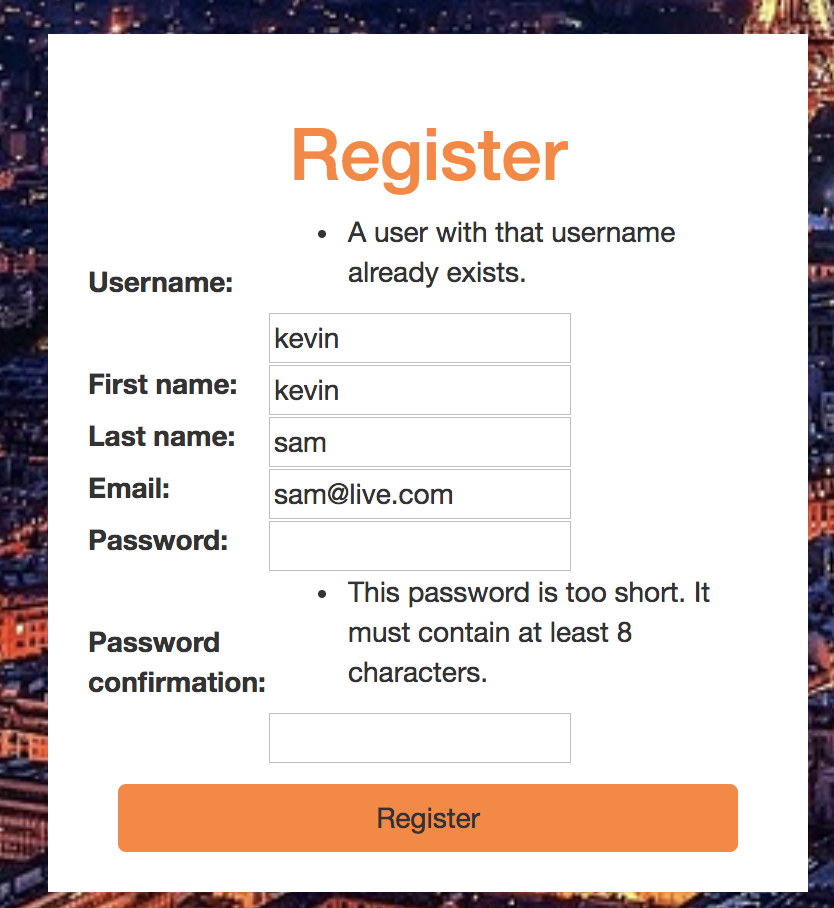 Register
• A user with that username
already exists.
Username:
kevin
First name: kevin
Last name: sam
Email: sam@live.com
Password:
• This password is too short. It
must contain at least 8
characters.
Password
confirmation:
Register